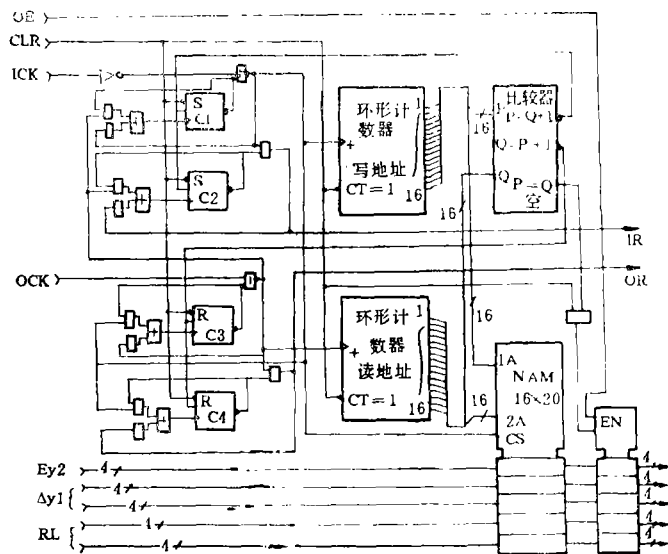 OE
CLR
ICK
S
C1
S
C2
环形计
数器
写地址
CT=1
1
16
+
比较器
P=Q+1
Q=P+1
Q
P=Q
空
16
16
IR
OR
OCK
R
C3
R
C4
环形计
数器
读地址
CT=1
1
16
+
16
16
1A
NAM
16×20
2A
CS
EN
Ey2
4
4
Δy1
4
4
4
4
RL
4
4
4
4